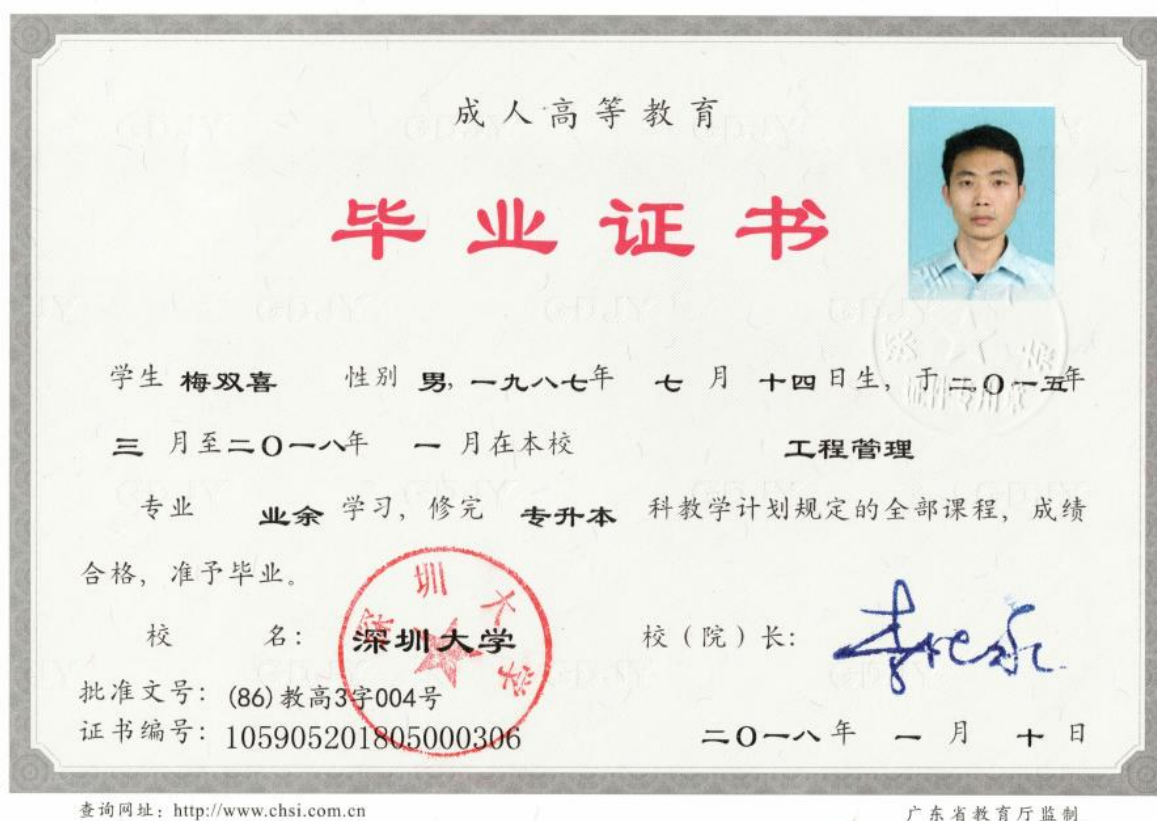 成人高等教育
毕业证书
学生 梅双喜 性别 男, 一九八七年 七 月 十四日生, 于二O一五年
三 月至二O一八年 一 月在本校 工程管理
专业 业余 学习, 修完 专升本 科教学计划规定的全部课程, 成绩
合格, 准予毕业。
校 名: 深圳大学 校(院)长:
深圳大学
批准文号: (86)教高3字004号
证书编号: 105905201805000306 二O一八年 一 月 十 日
查询网址: http://www.chsi.com.cn 广东省教育厅监制